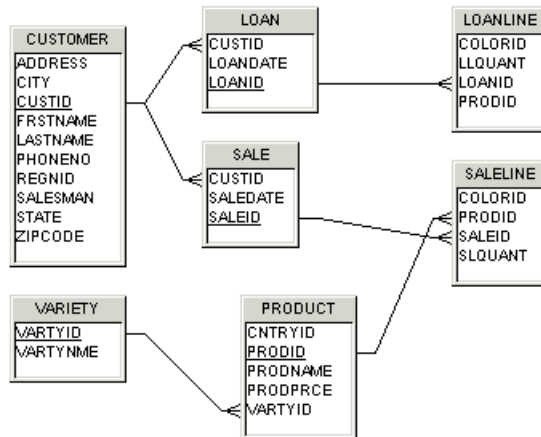 CUSTOMER
ADDRESS
CITY
CUSTID
FRSTNAME
LASTNAME
PHONENO
REGNID
SALESMAN
STATE
ZIPCODE
LOAN
CUSTID
LOANDATE
LOANID
LOANLINE
COLORID
LLQUANT
LOANID
PRODID
SALE
CUSTID
SALEDATE
SALEID
SALELINE
COLORID
PRODID
SALEID
SLQUANT
VARIETY
VARTYID
VARTYNME
PRODUCT
CNTRYID
PRODID
PRODNAME
PRODPRCE
VARTYID